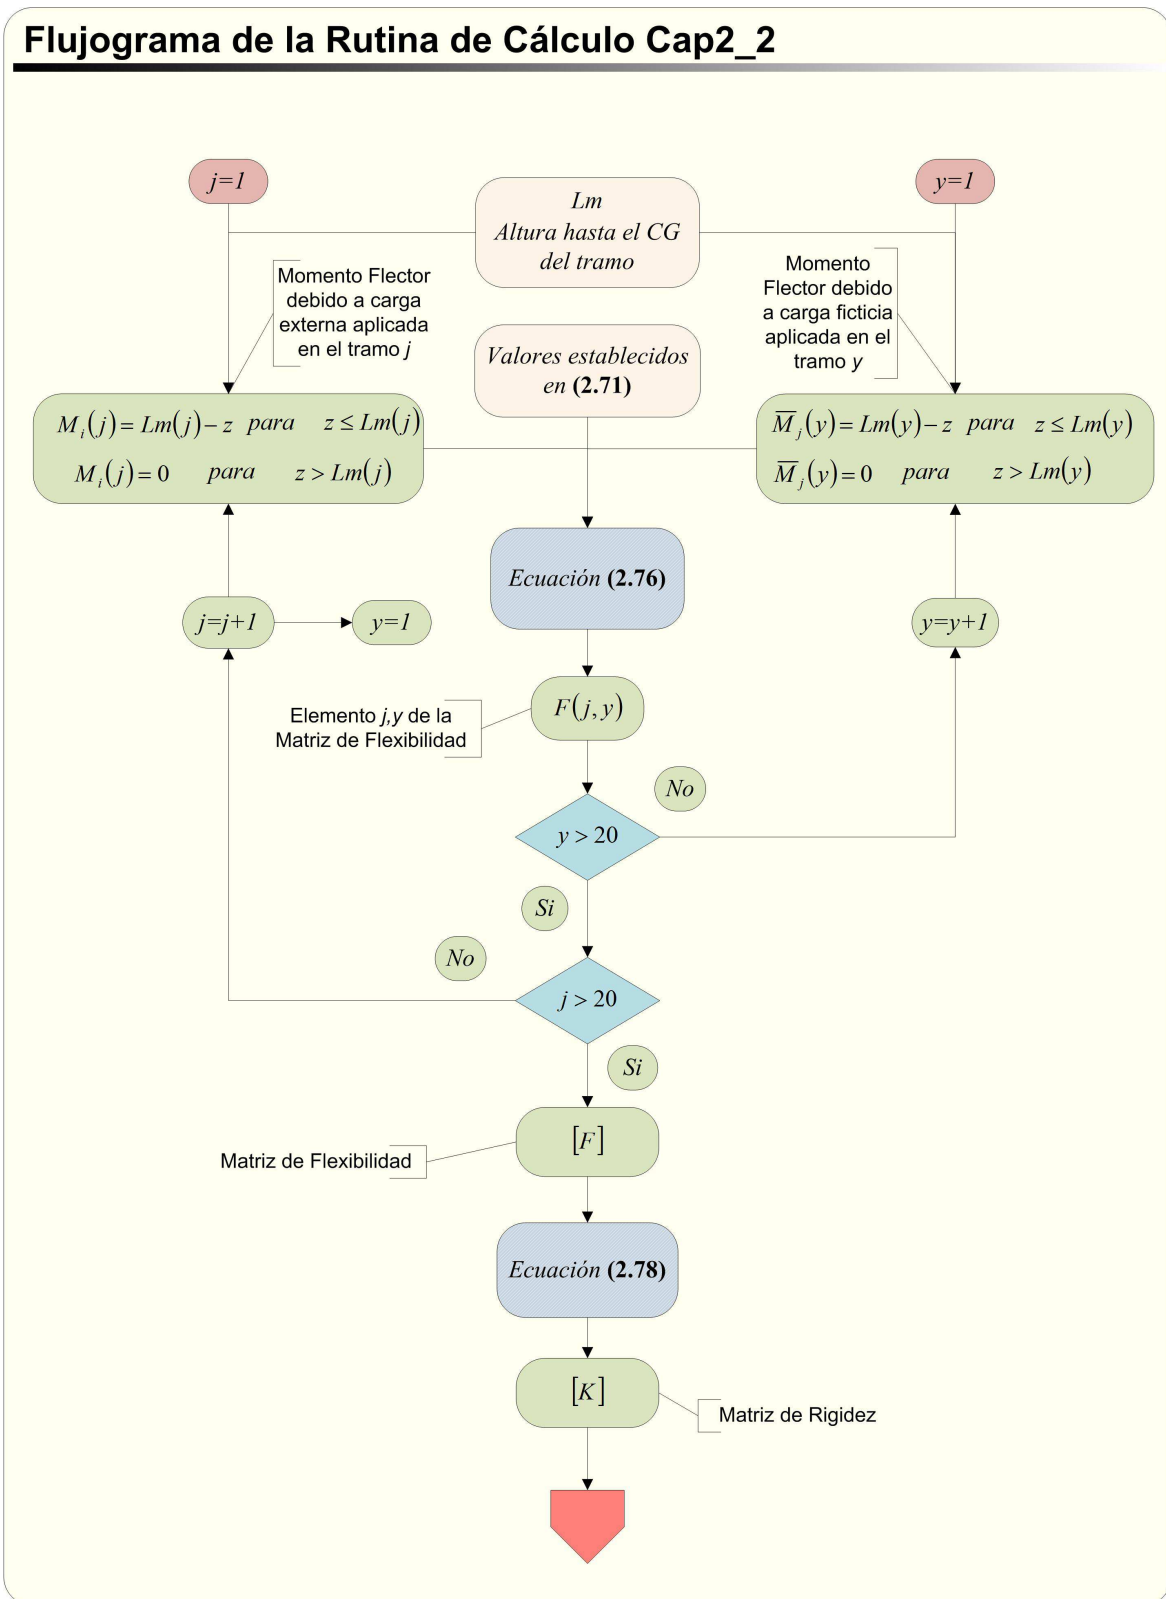 Flujograma de la Rutina de Cálculo Cap2_2
j=1
Lm
Altura hasta el CG
del tramo
y=1
Momento Flector
debido a carga
externa aplicada
en el tramo j
Momento
Flector debido
a carga ficticia
aplicada en el
tramo y
Valores establecidos
en (2.71)
M_i(j) = Lm(j) − z para z ≤ Lm(j)
M_i(j) = 0 para z > Lm(j)
M̅_j(y) = Lm(y) − z para z ≤ Lm(y)
M̅_j(y) = 0 para z > Lm(y)
Ecuación (2.76)
j=j+1
y=1
y=y+1
F(j, y)
Elemento j,y de la
Matriz de Flexibilidad
No
y > 20
Si
No
j > 20
Si
[F]
Matriz de Flexibilidad
Ecuación (2.78)
[K]
Matriz de Rigidez